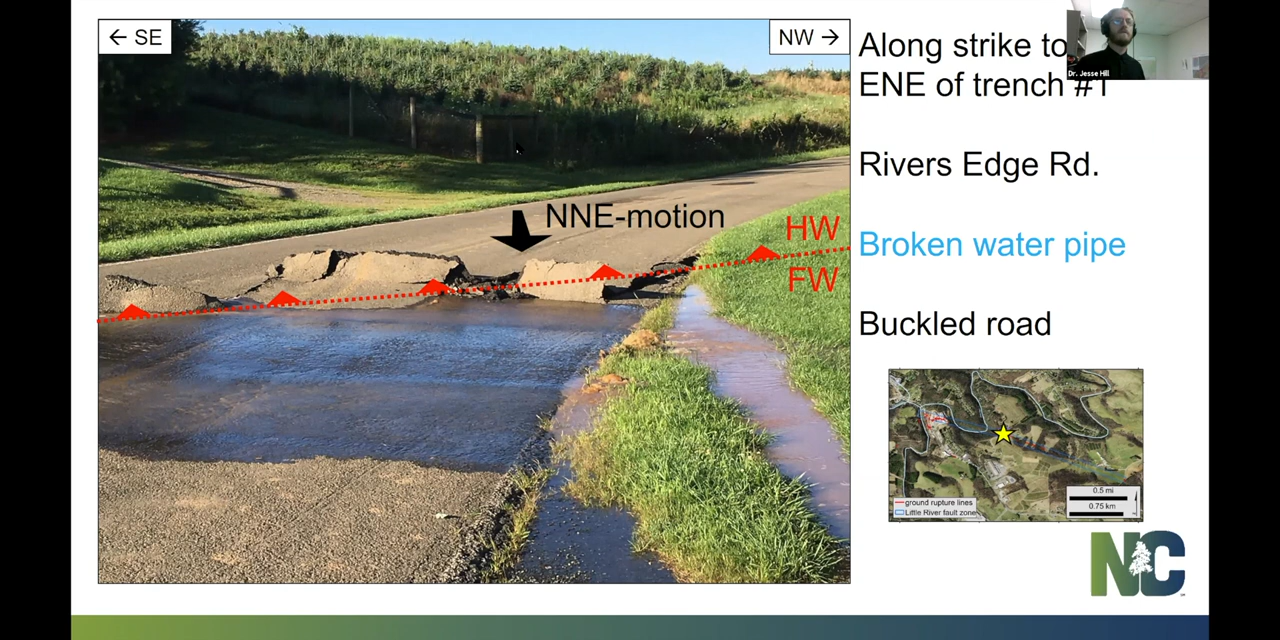 ← SE
NW →
Along strike to
ENE of trench #1
Dr. Jesse Hill
Rivers Edge Rd.
NNE-motion
HW
FW
Broken water pipe
Buckled road
0.5 mi
0.75 km
ground rupture lines
Little River fault zone
NC